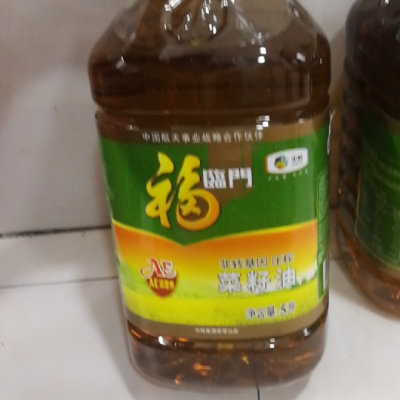 中国航天事业战略合作伙伴
中粮
福临門
AE
非转基因 压榨
菜籽油
净含量:5升